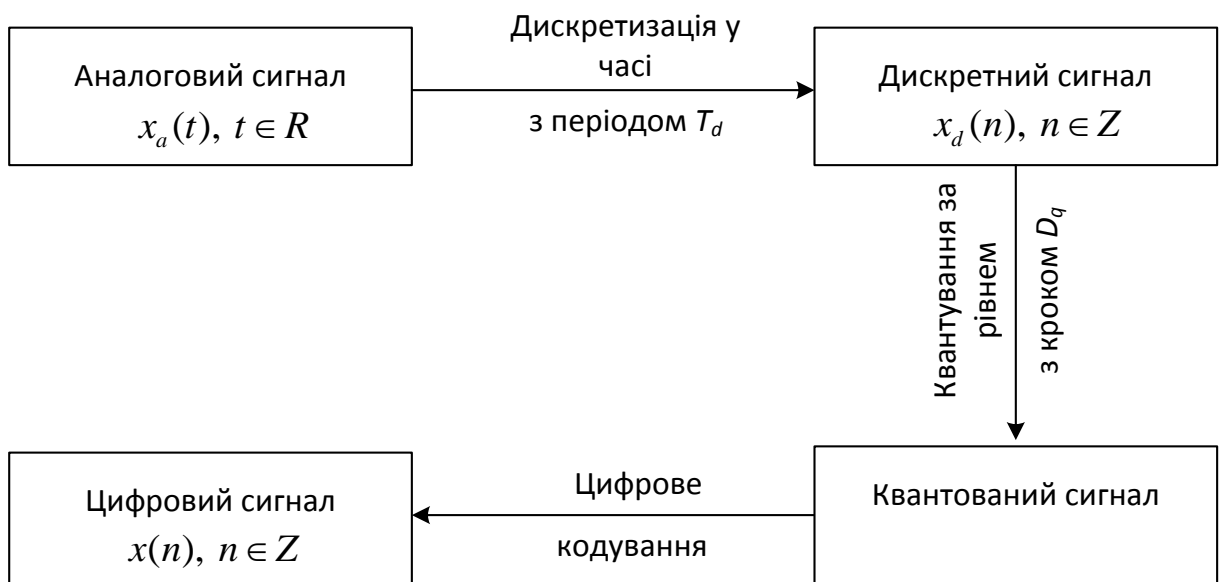 Аналоговий сигнал
xₐ(t), t ∈ R
Дискретизація у
часі
з періодом T_d
Дискретний сигнал
x_d(n), n ∈ Z
Квантування за
рівнем
з кроком D_q
Квантований сигнал
Цифрове
кодування
Цифровий сигнал
x(n), n ∈ Z